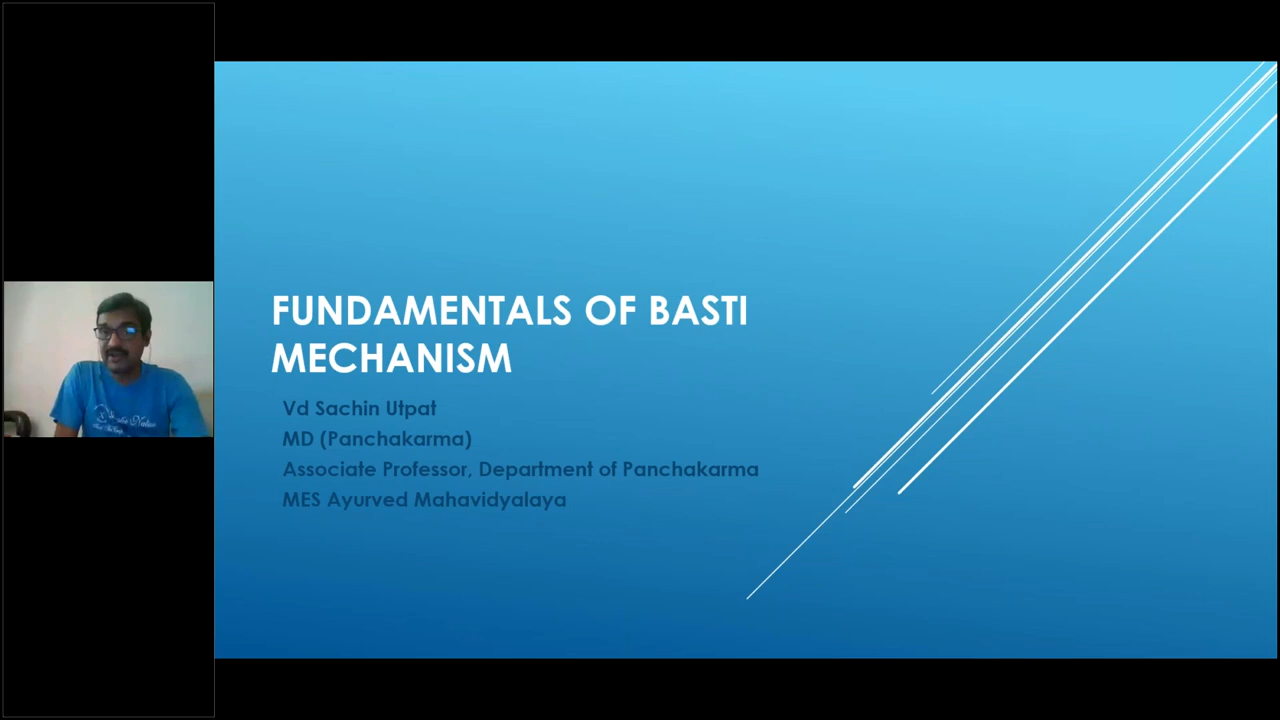 FUNDAMENTALS OF BASTI
MECHANISM
Vd Sachin Utpat
MD (Panchakarma)
Associate Professor, Department of Panchakarma
MES Ayurved Mahavidyalaya